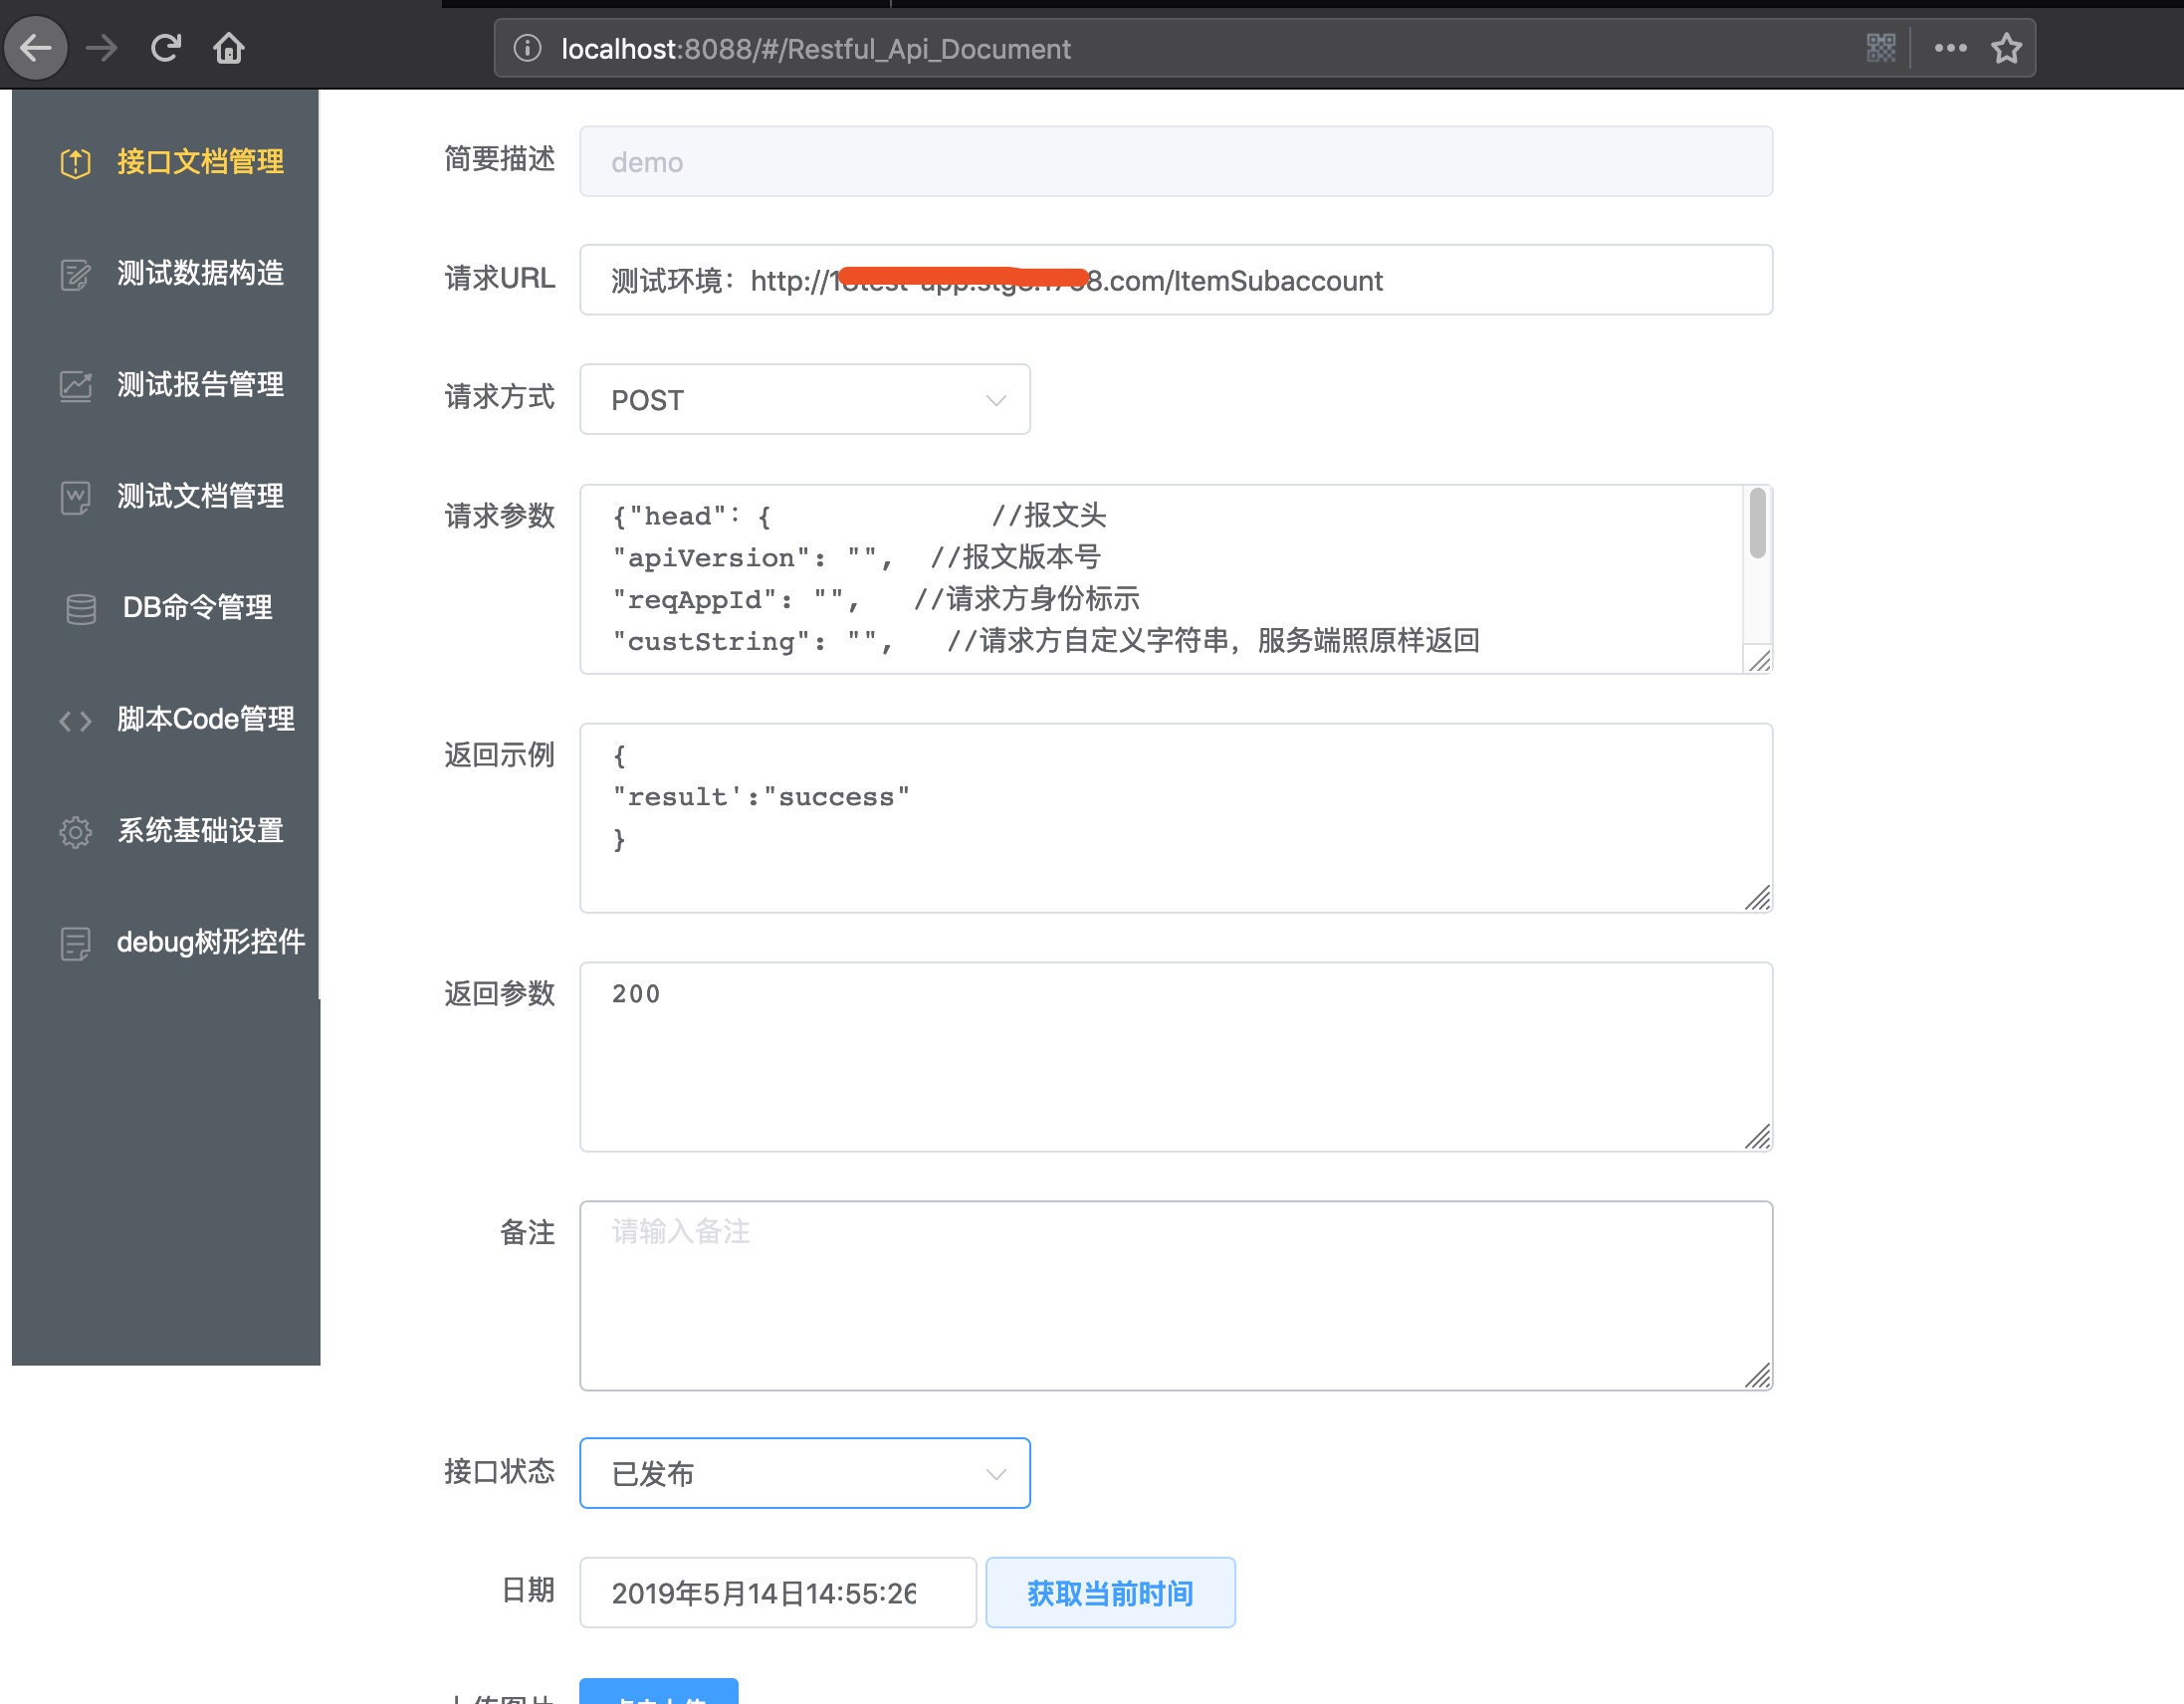 localhost:8088/#/Restful_Api_Document
接口文档管理
测试数据构造
测试报告管理
测试文档管理
DB命令管理
脚本Code管理
系统基础设置
debug树形控件
简要描述 demo
请求URL 测试环境：http://1 8.com/ItemSubaccount
请求方式 POST
请求参数 {"head": { //报文头
"apiVersion": "", //报文版本号
"reqAppId": "", //请求方身份标示
"custString": "", //请求方自定义字符串，服务端照原样返回
返回示例 {
"result':"success"
}
返回参数 200
备注 请输入备注
接口状态 已发布
日期 2019年5月14日14:55:26 获取当前时间